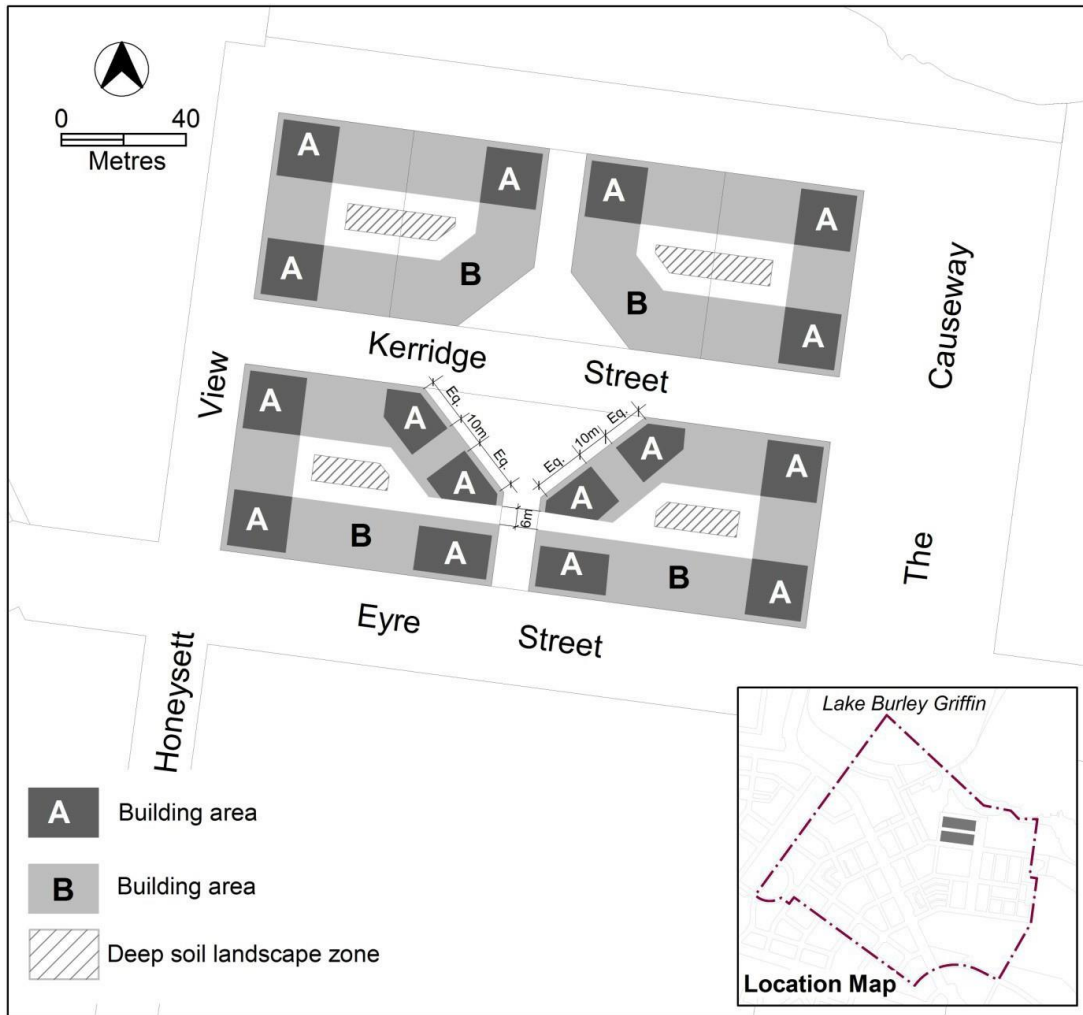 0 40
Metres
A
A
A
A
A
A
B
B
Kerridge Street
View
Causeway
The
Eq.
10m
Eq.
Eq.
10m
Eq.
6m
A
A
A
A
A
A
A
A
A
A
B
B
Eyre Street
Honeysett
A Building area
B Building area
Deep soil landscape zone
Lake Burley Griffin
Location Map